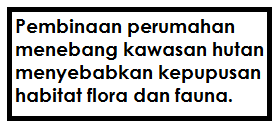 Pembinaan perumahan
menebang kawasan hutan
menyebabkan kepupusan
habitat flora dan fauna.